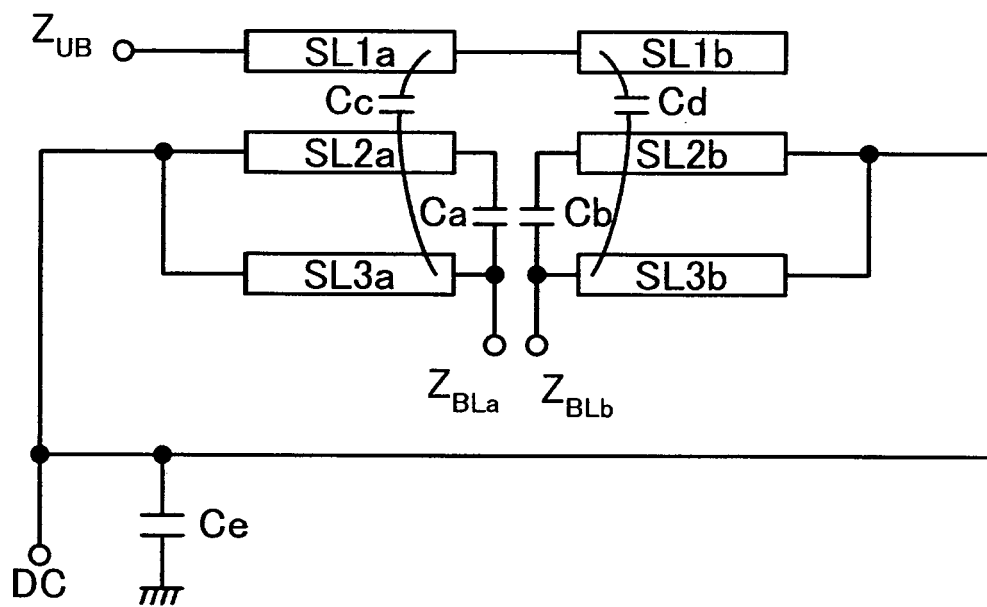 Z_UB
SL1a
SL1b
Cc
Cd
SL2a
SL2b
Ca
Cb
SL3a
SL3b
Z_BLa
Z_BLb
Ce
DC